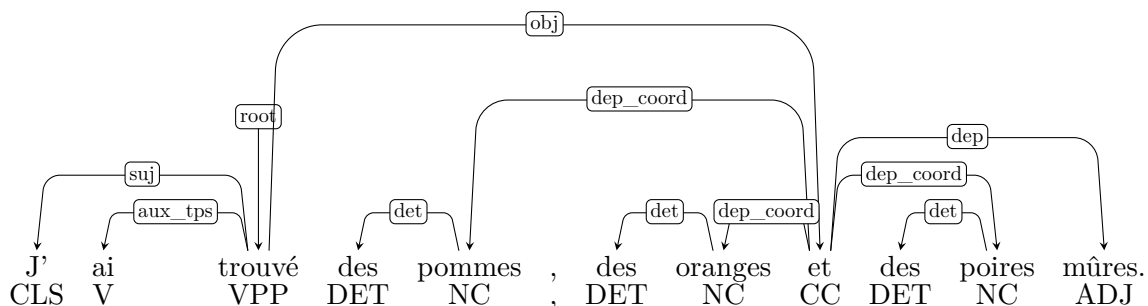 obj
dep_coord
root
dep
suj
dep_coord
aux_tps
det
det
dep_coord
det
J' ai trouvé des pommes , des oranges et des poires mûres.
CLS V VPP DET NC , DET NC CC DET NC ADJ